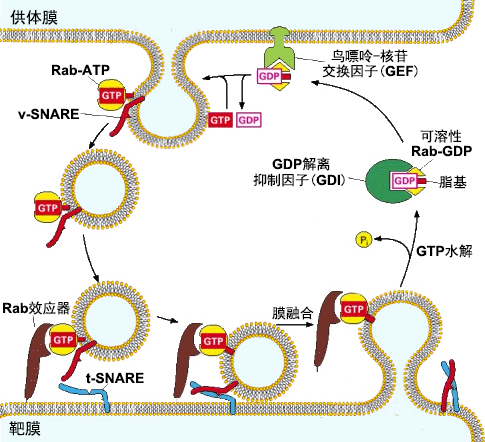 供体膜
鸟嘌呤-核苷
交换因子(GEF)
Rab-ATP
GTP
v-SNARE
GDP
GTP
GDP
可溶性
Rab-GDP
GDP解离
抑制因子(GDI)
GDP
脂基
GTP
Pi
GTP水解
Rab效应器
GTP
GTP
膜融合
GTP
t-SNARE
靶膜